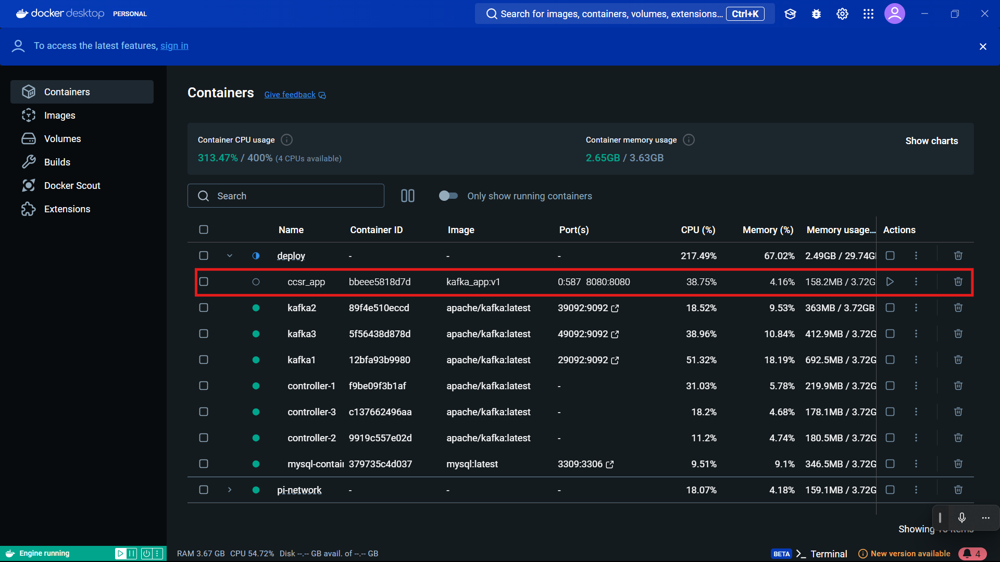 docker desktop PERSONAL
Search for images, containers, volumes, extensions... Ctrl+K
To access the latest features, sign in
Containers
Images
Volumes
Builds
Docker Scout
Extensions
Containers Give feedback
Container CPU usage
313.47% / 400% (4 CPUs available)
Container memory usage
2.65GB / 3.63GB
Show charts
Search
Only show running containers
Name Container ID Image Port(s) CPU (%) Memory (%) Memory usage... Actions
deploy - - - 217.49% 67.02% 2.49GB / 29.74G
ccsr_app bbeee5818d7d kafka_app:v1 0:587 8080:8080 38.75% 4.16% 158.2MB / 3.72G
kafka2 89f4e510eccd apache/kafka:latest 39092:9092 18.52% 9.53% 363MB / 3.72GB
kafka3 5f56438d878d apache/kafka:latest 49092:9092 38.96% 10.84% 412.9MB / 3.72G
kafka1 12bfa93b9980 apache/kafka:latest 29092:9092 51.32% 18.19% 692.5MB / 3.72G
controller-1 f9be09f3b1af apache/kafka:latest - 31.03% 5.78% 219.9MB / 3.72G
controller-3 c137662496aa apache/kafka:latest - 18.2% 4.68% 178.1MB / 3.72G
controller-2 9919c557e02d apache/kafka:latest - 11.2% 4.74% 180.5MB / 3.72G
mysql-contai 379735c4d037 mysql:latest 3309:3306 9.51% 9.1% 346.5MB / 3.72G
pi-network - - - 18.07% 4.18% 159.1MB / 3.72G
Showing
Engine running
RAM 3.67 GB CPU 54.72% Disk --.-- GB avail. of --.-- GB
BETA Terminal New version available 4